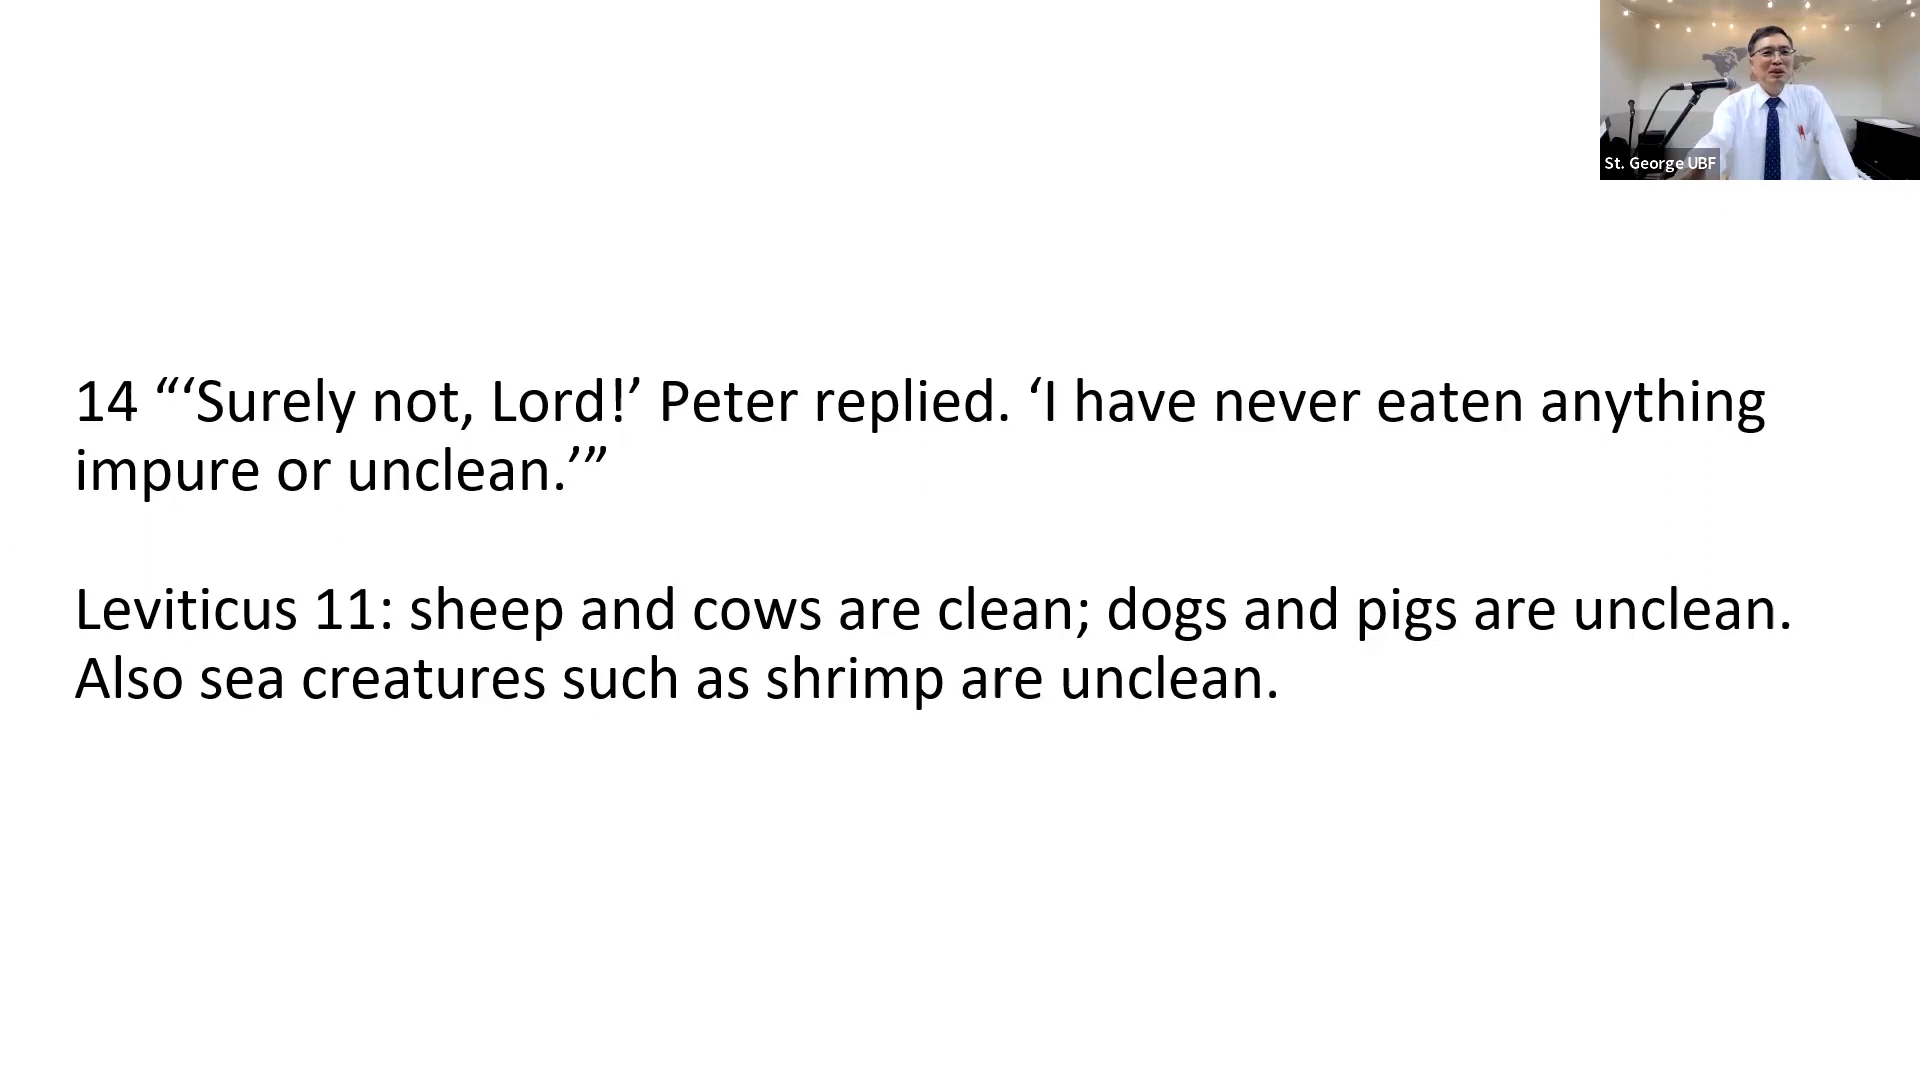 St. George UBF
14 “‘Surely not, Lord!’ Peter replied. ‘I have never eaten anything
impure or unclean.’”
Leviticus 11: sheep and cows are clean; dogs and pigs are unclean.
Also sea creatures such as shrimp are unclean.